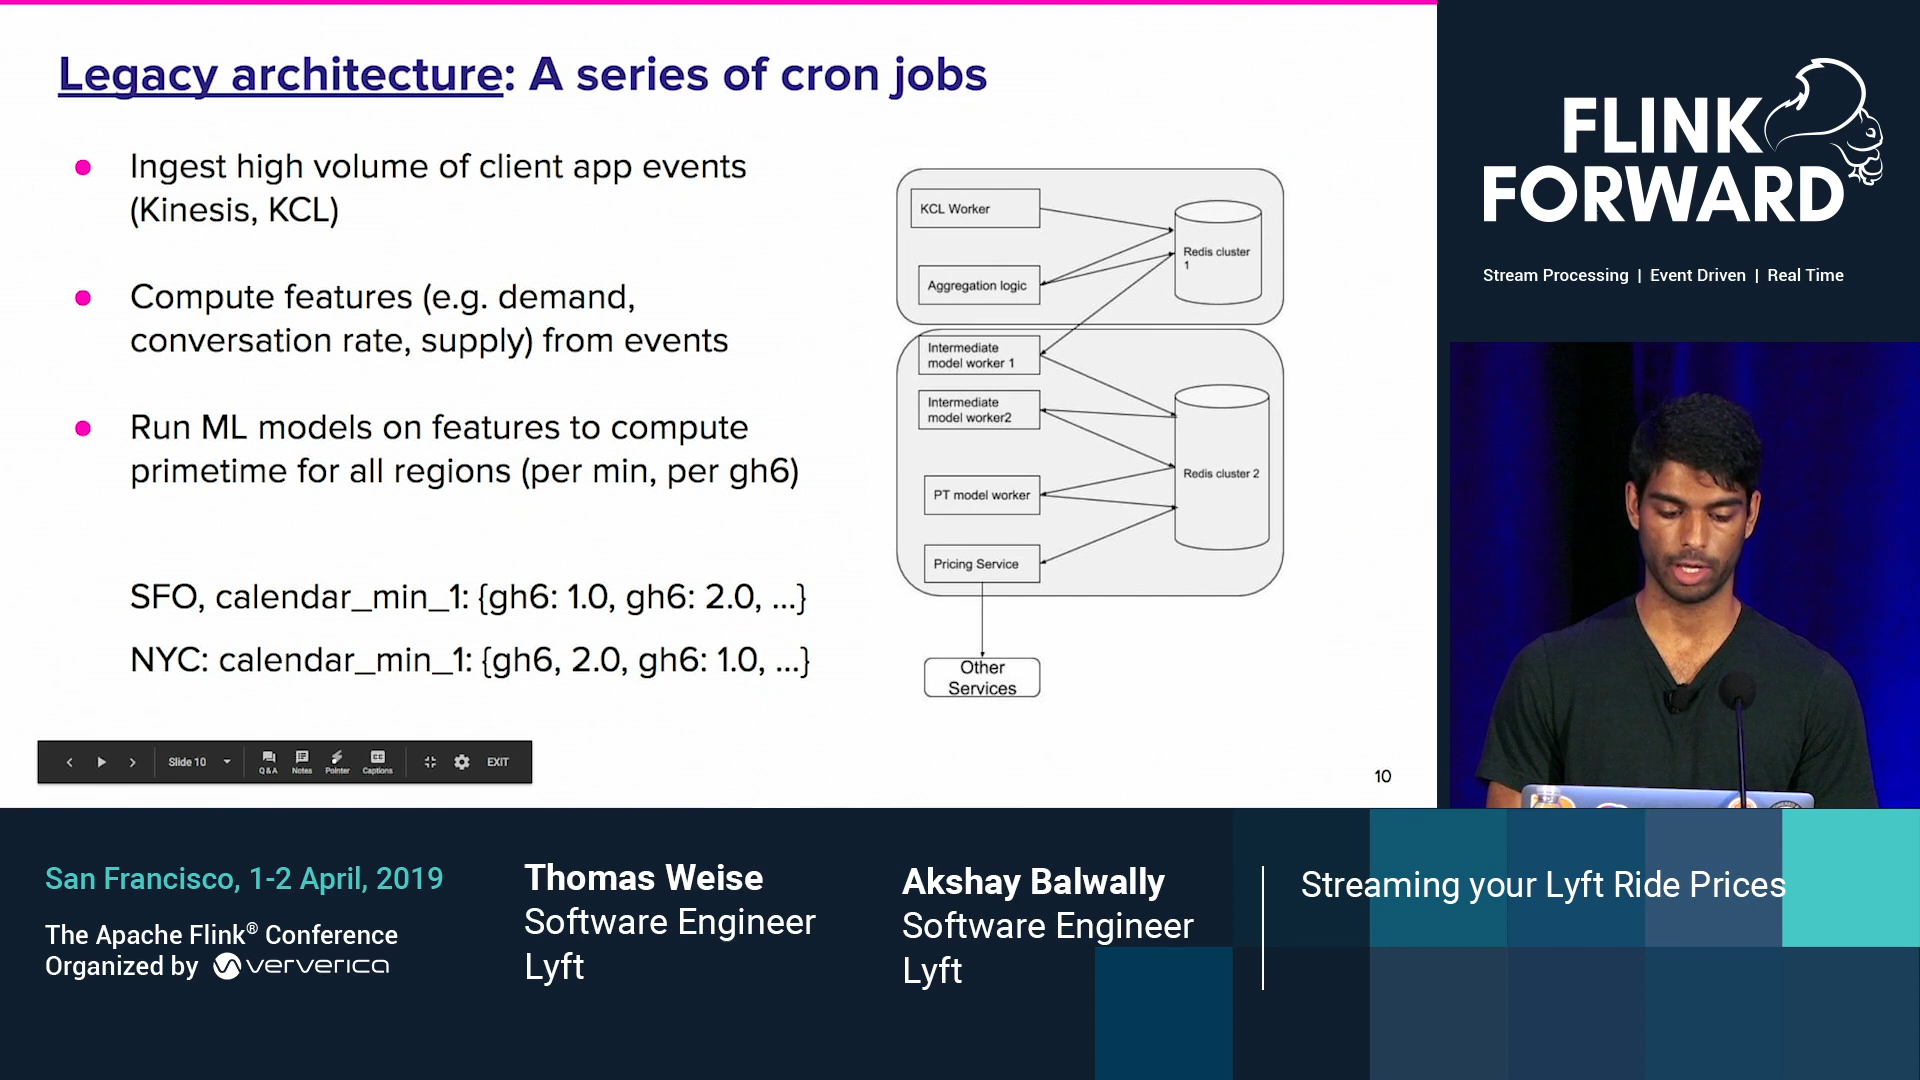 Legacy architecture: A series of cron jobs
Ingest high volume of client app events
(Kinesis, KCL)
Compute features (e.g. demand,
conversation rate, supply) from events
Run ML models on features to compute
primetime for all regions (per min, per gh6)
SFO, calendar_min_1: {gh6: 1.0, gh6: 2.0, ...}
NYC: calendar_min_1: {gh6, 2.0, gh6: 1.0, ...}
KCL Worker
Aggregation logic
Redis cluster
1
Intermediate
model worker 1
Intermediate
model worker2
PT model worker
Pricing Service
Redis cluster 2
Other
Services
Slide 10
Q & A
Notes
Pointer
CC
Captions
EXIT
10
FLINK
FORWARD
Stream Processing | Event Driven | Real Time
San Francisco, 1-2 April, 2019
The Apache Flink® Conference
Organized by ververica
Thomas Weise
Software Engineer
Lyft
Akshay Balwally
Software Engineer
Lyft
Streaming your Lyft Ride Prices